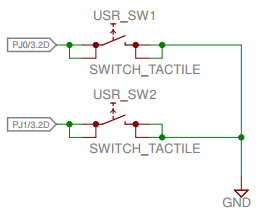 USR_SW1
PJ0/3.2D
SWITCH_TACTILE
USR_SW2
PJ1/3.2D
SWITCH_TACTILE
GND